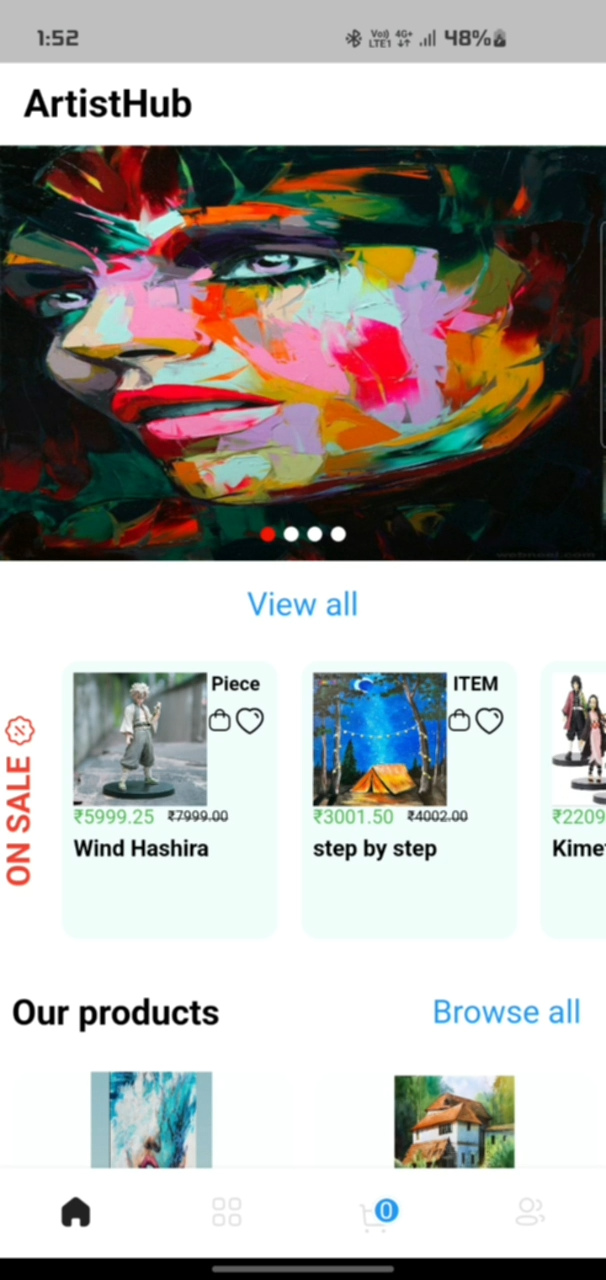 1:52
Vo)) LTE1 4G+ 48%
ArtistHub
View all
ON SALE
Piece
₹5999.25 ₹7999.00
Wind Hashira
ITEM
₹3001.50 ₹4002.00
step by step
₹2209
Kime
Our products
Browse all
0